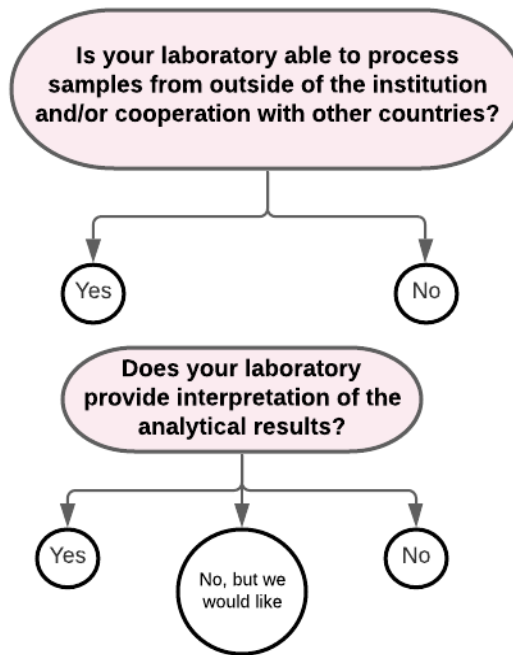 Is your laboratory able to process
samples from outside of the institution
and/or cooperation with other countries?
Yes
No
Does your laboratory
provide interpretation of the
analytical results?
Yes
No, but we
would like
No